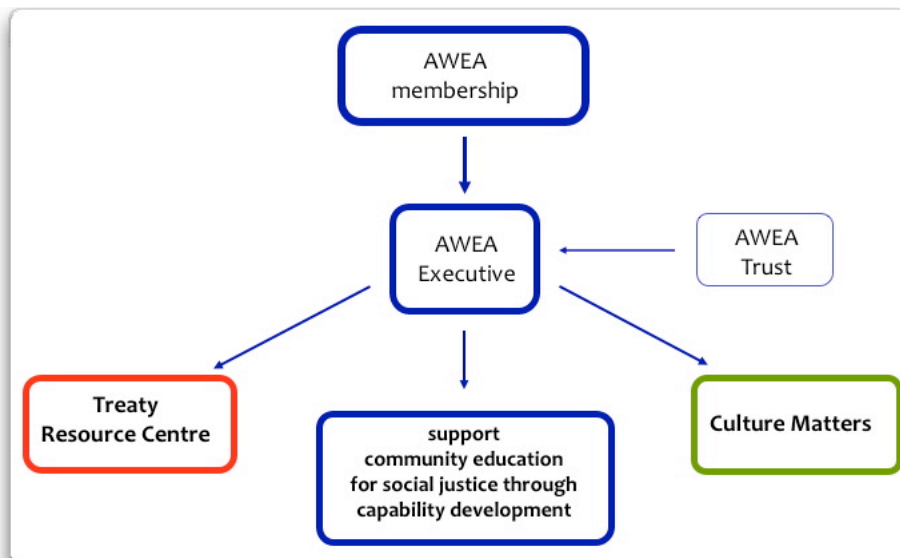 AWEA
membership
AWEA
Executive
AWEA
Trust
Treaty
Resource Centre
support
community education
for social justice through
capability development
Culture Matters